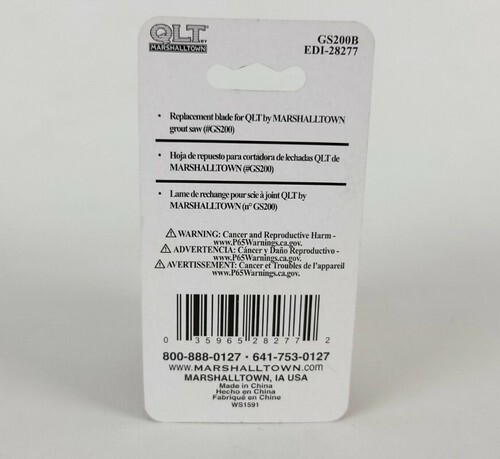 QLT BY
MARSHALLTOWN
GS200B
EDI-28277
• Replacement blade for QLT by MARSHALLTOWN
grout saw (#GS200)
• Hoja de repuesto para cortadora de lechadas QLT de
MARSHALLTOWN (#GS200)
• Lame de rechange pour scie à joint QLT by
MARSHALLTOWN (n° GS200)
⚠ WARNING: Cancer and Reproductive Harm -
www.P65Warnings.ca.gov.
⚠ ADVERTENCIA: Cáncer y Daño Reproductivo -
www.P65Warnings.ca.gov.
⚠ AVERTISSEMENT: Cancer et Troubles de l'appareil
www.P65Warnings.ca.gov.
0 35965 28277 2
800-888-0127 • 641-753-0127
www.MARSHALLTOWN.com
MARSHALLTOWN, IA USA
Made in China
Hecho en China
Fabriqué en Chine
WS1591